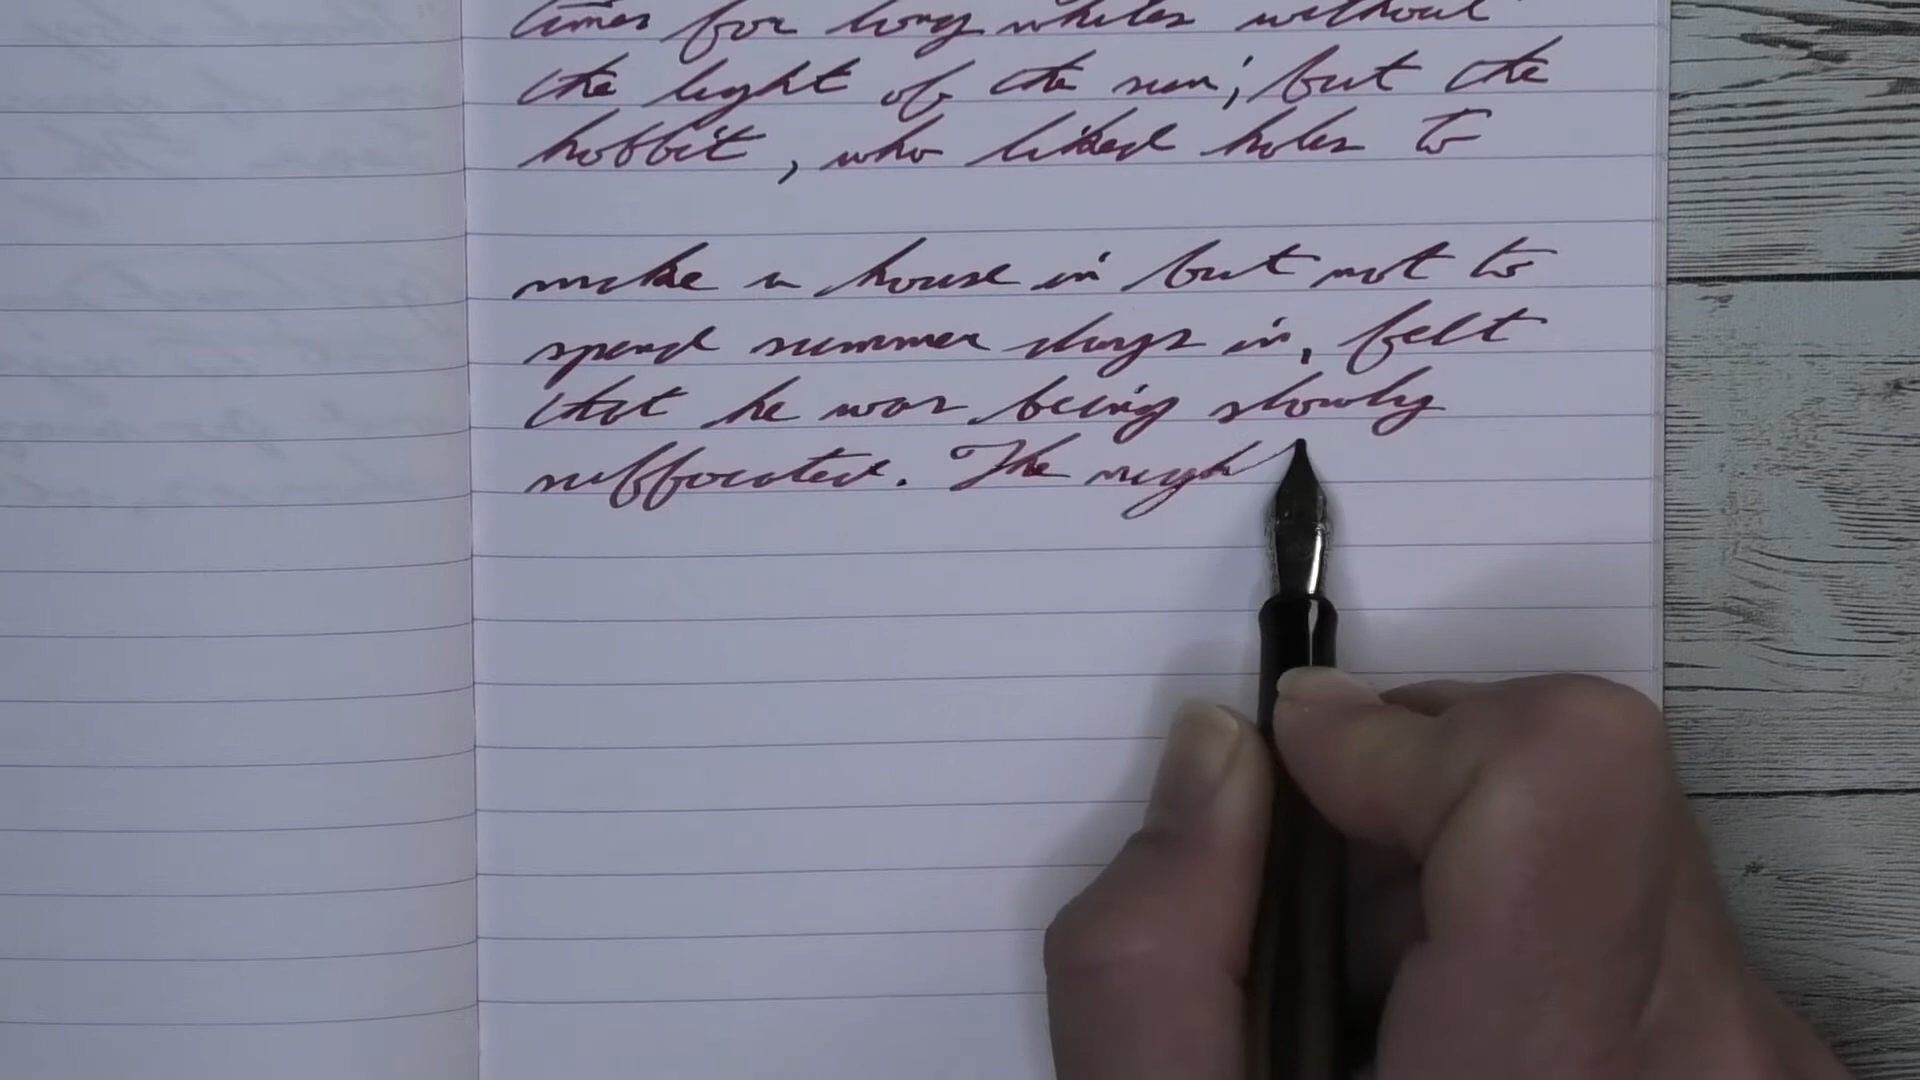 times for long whiles without
the light of the sun; but the
hobbit, who liked holes to
make a house in but not to
spend summer days in, felt
that he was being slowly
suffocated. The nigh